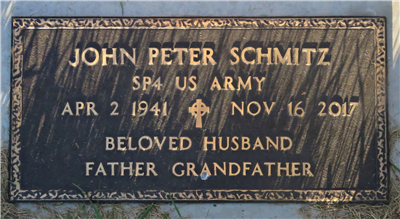 JOHN PETER SCHMITZ
SP4 US ARMY
APR 2 1941 NOV 16 2017
BELOVED HUSBAND
FATHER GRANDFATHER